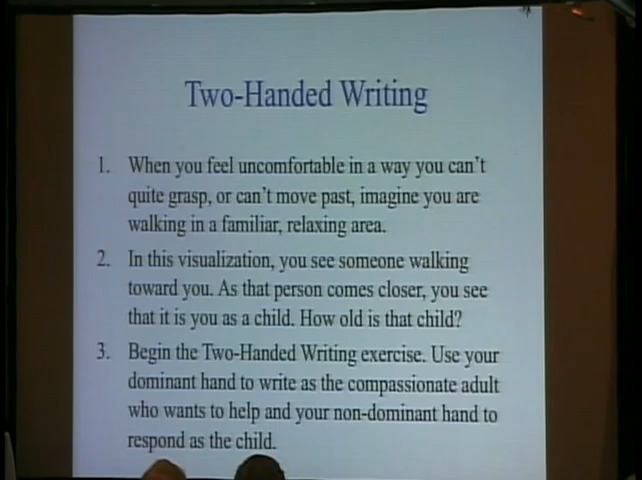 Two-Handed Writing
1. When you feel uncomfortable in a way you can't
quite grasp, or can't move past, imagine you are
walking in a familiar, relaxing area.
2. In this visualization, you see someone walking
toward you. As that person comes closer, you see
that it is you as a child. How old is that child?
3. Begin the Two-Handed Writing exercise. Use your
dominant hand to write as the compassionate adult
who wants to help and your non-dominant hand to
respond as the child.